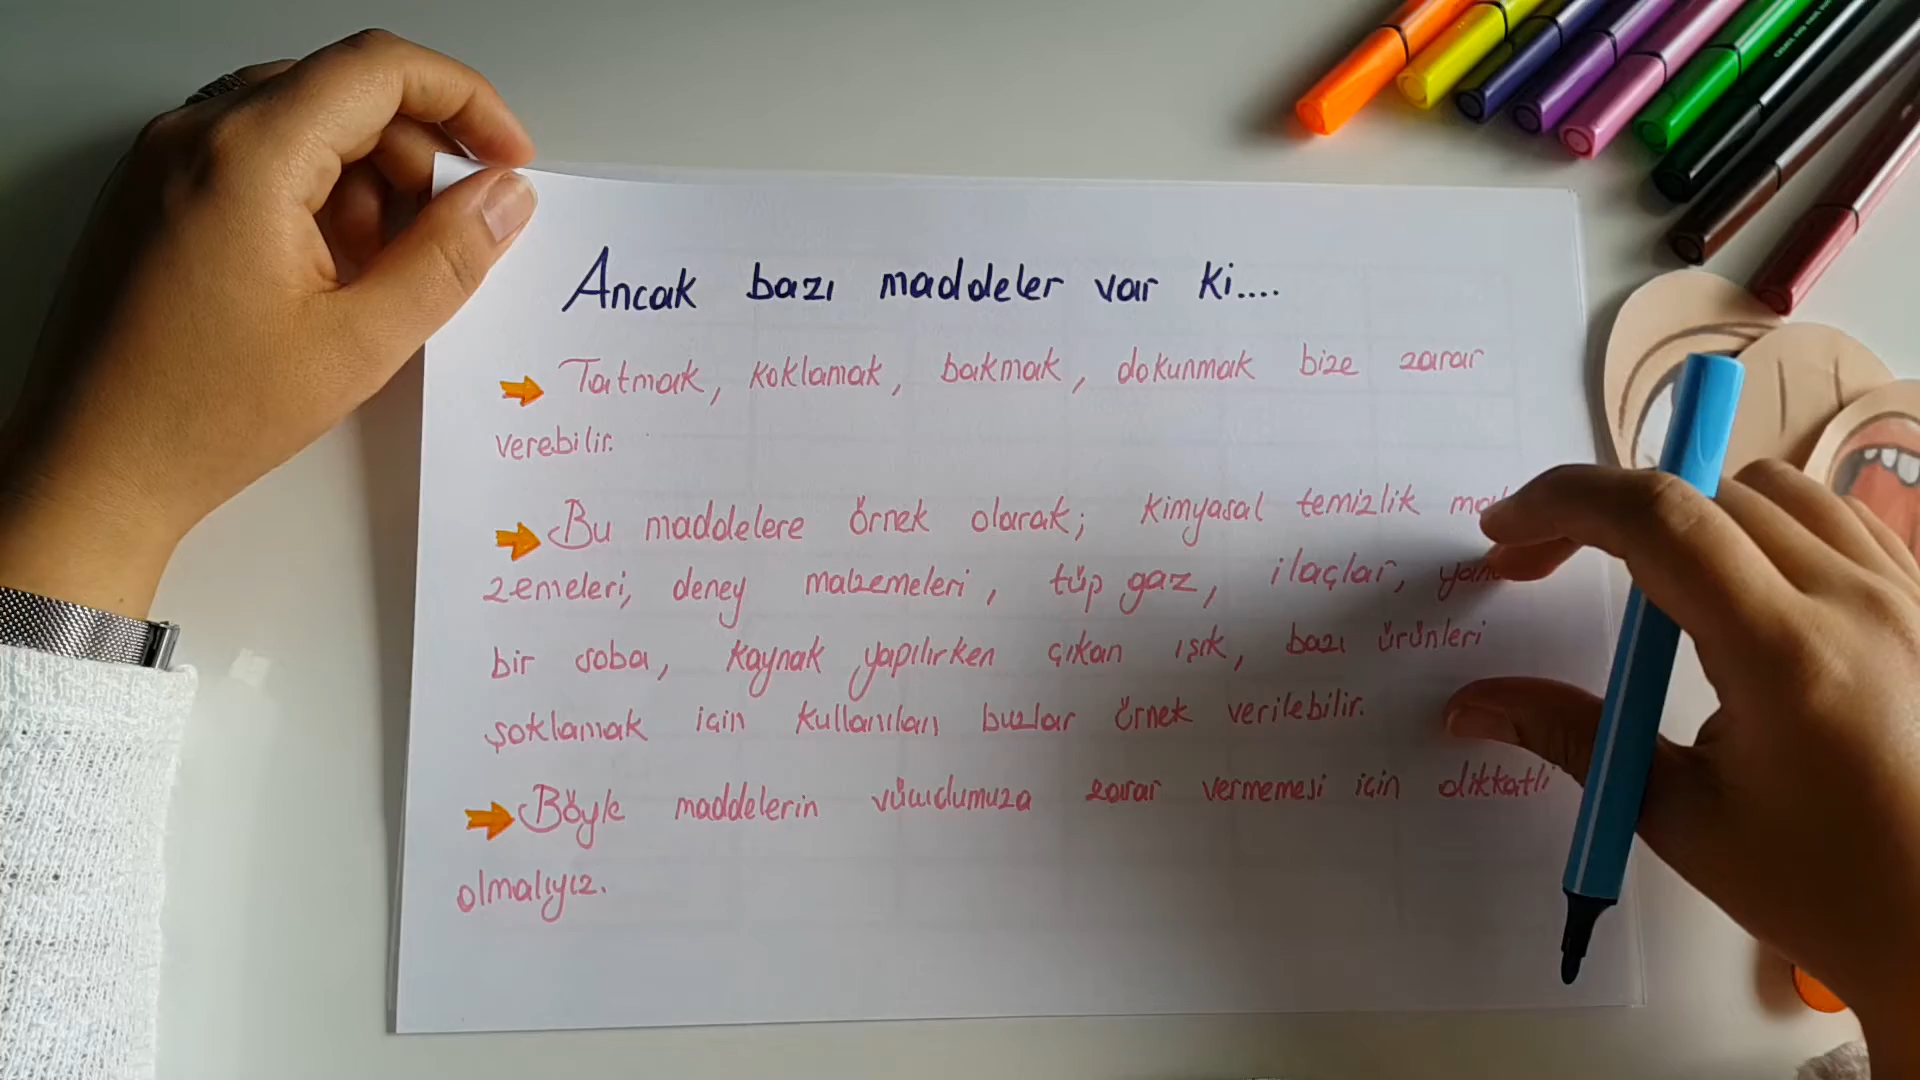 Ancak bazı maddeler var ki....
Tatmak, koklamak, bakmak, dokunmak bize zarar
verebilir.
Bu maddelere örnek olarak; kimyasal temizlik
zemeleri, deney malzemeleri, tüp gaz, ilaçlar,
bir soba, kaynak yapılırken çıkan ışık, bazı ürünleri
şoklamak için kullanılan buzlar örnek verilebilir.
Böyle maddelerin vücudumuza zarar vermemesi için dikkatli
olmalıyız.